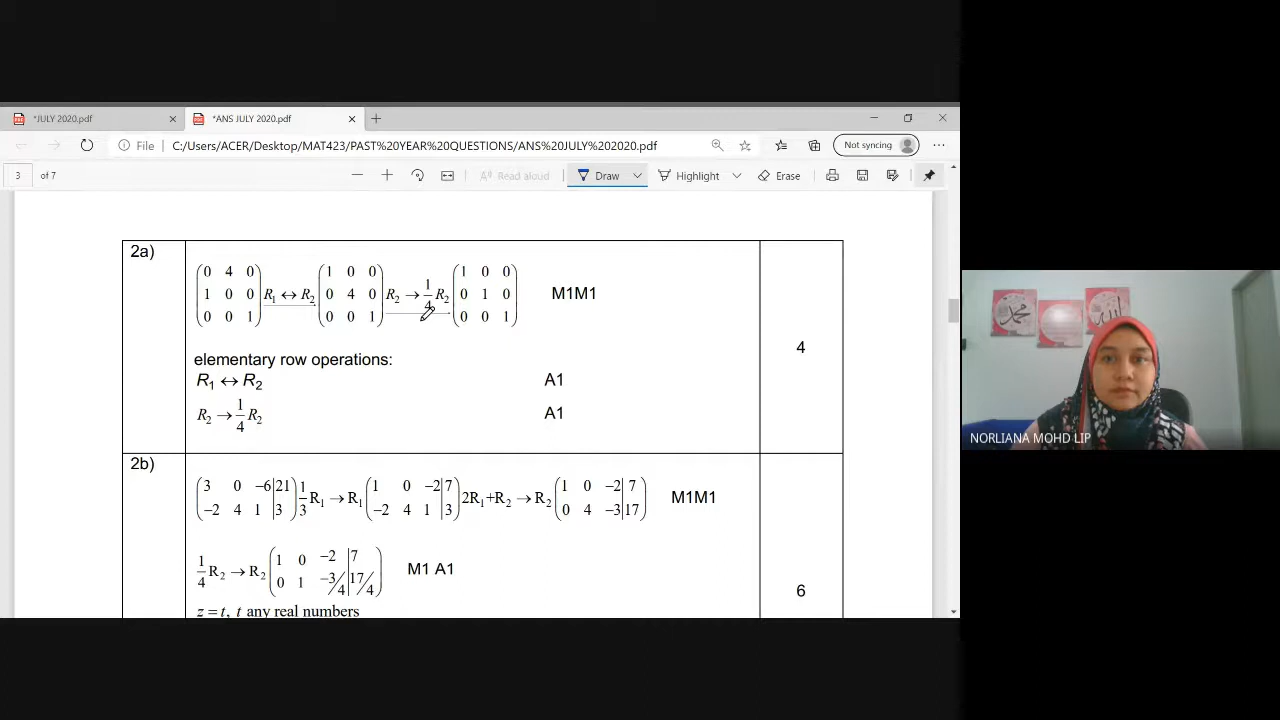 *JULY 2020.pdf
*ANS JULY 2020.pdf
File C:/Users/ACER/Desktop/MAT423/PAST%20YEAR%20QUESTIONS/ANS%20JULY%202020.pdf
Not syncing
3 of 7
Read aloud
Draw
Highlight
Erase
2a)
0 4 0
1 0 0
0 0 1
R1 ↔ R2
1 0 0
0 4 0
0 0 1
R2 → 1/4 R2
1 0 0
0 1 0
0 0 1
M1M1
4
elementary row operations:
R1 ↔ R2 A1
R2 → 1/4 R2 A1
2b)
3 0 −6|21
−2 4 1|3
1/3 R1 → R1
1 0 −2|7
−2 4 1|3
2R1+R2 → R2
1 0 −2|7
0 4 −3|17
M1M1
1/4 R2 → R2
1 0 −2|7
0 1 −3/4|17/4
M1 A1
6
z = t, t any real numbers
محمد
الله
NORLIANA MOHD LIP